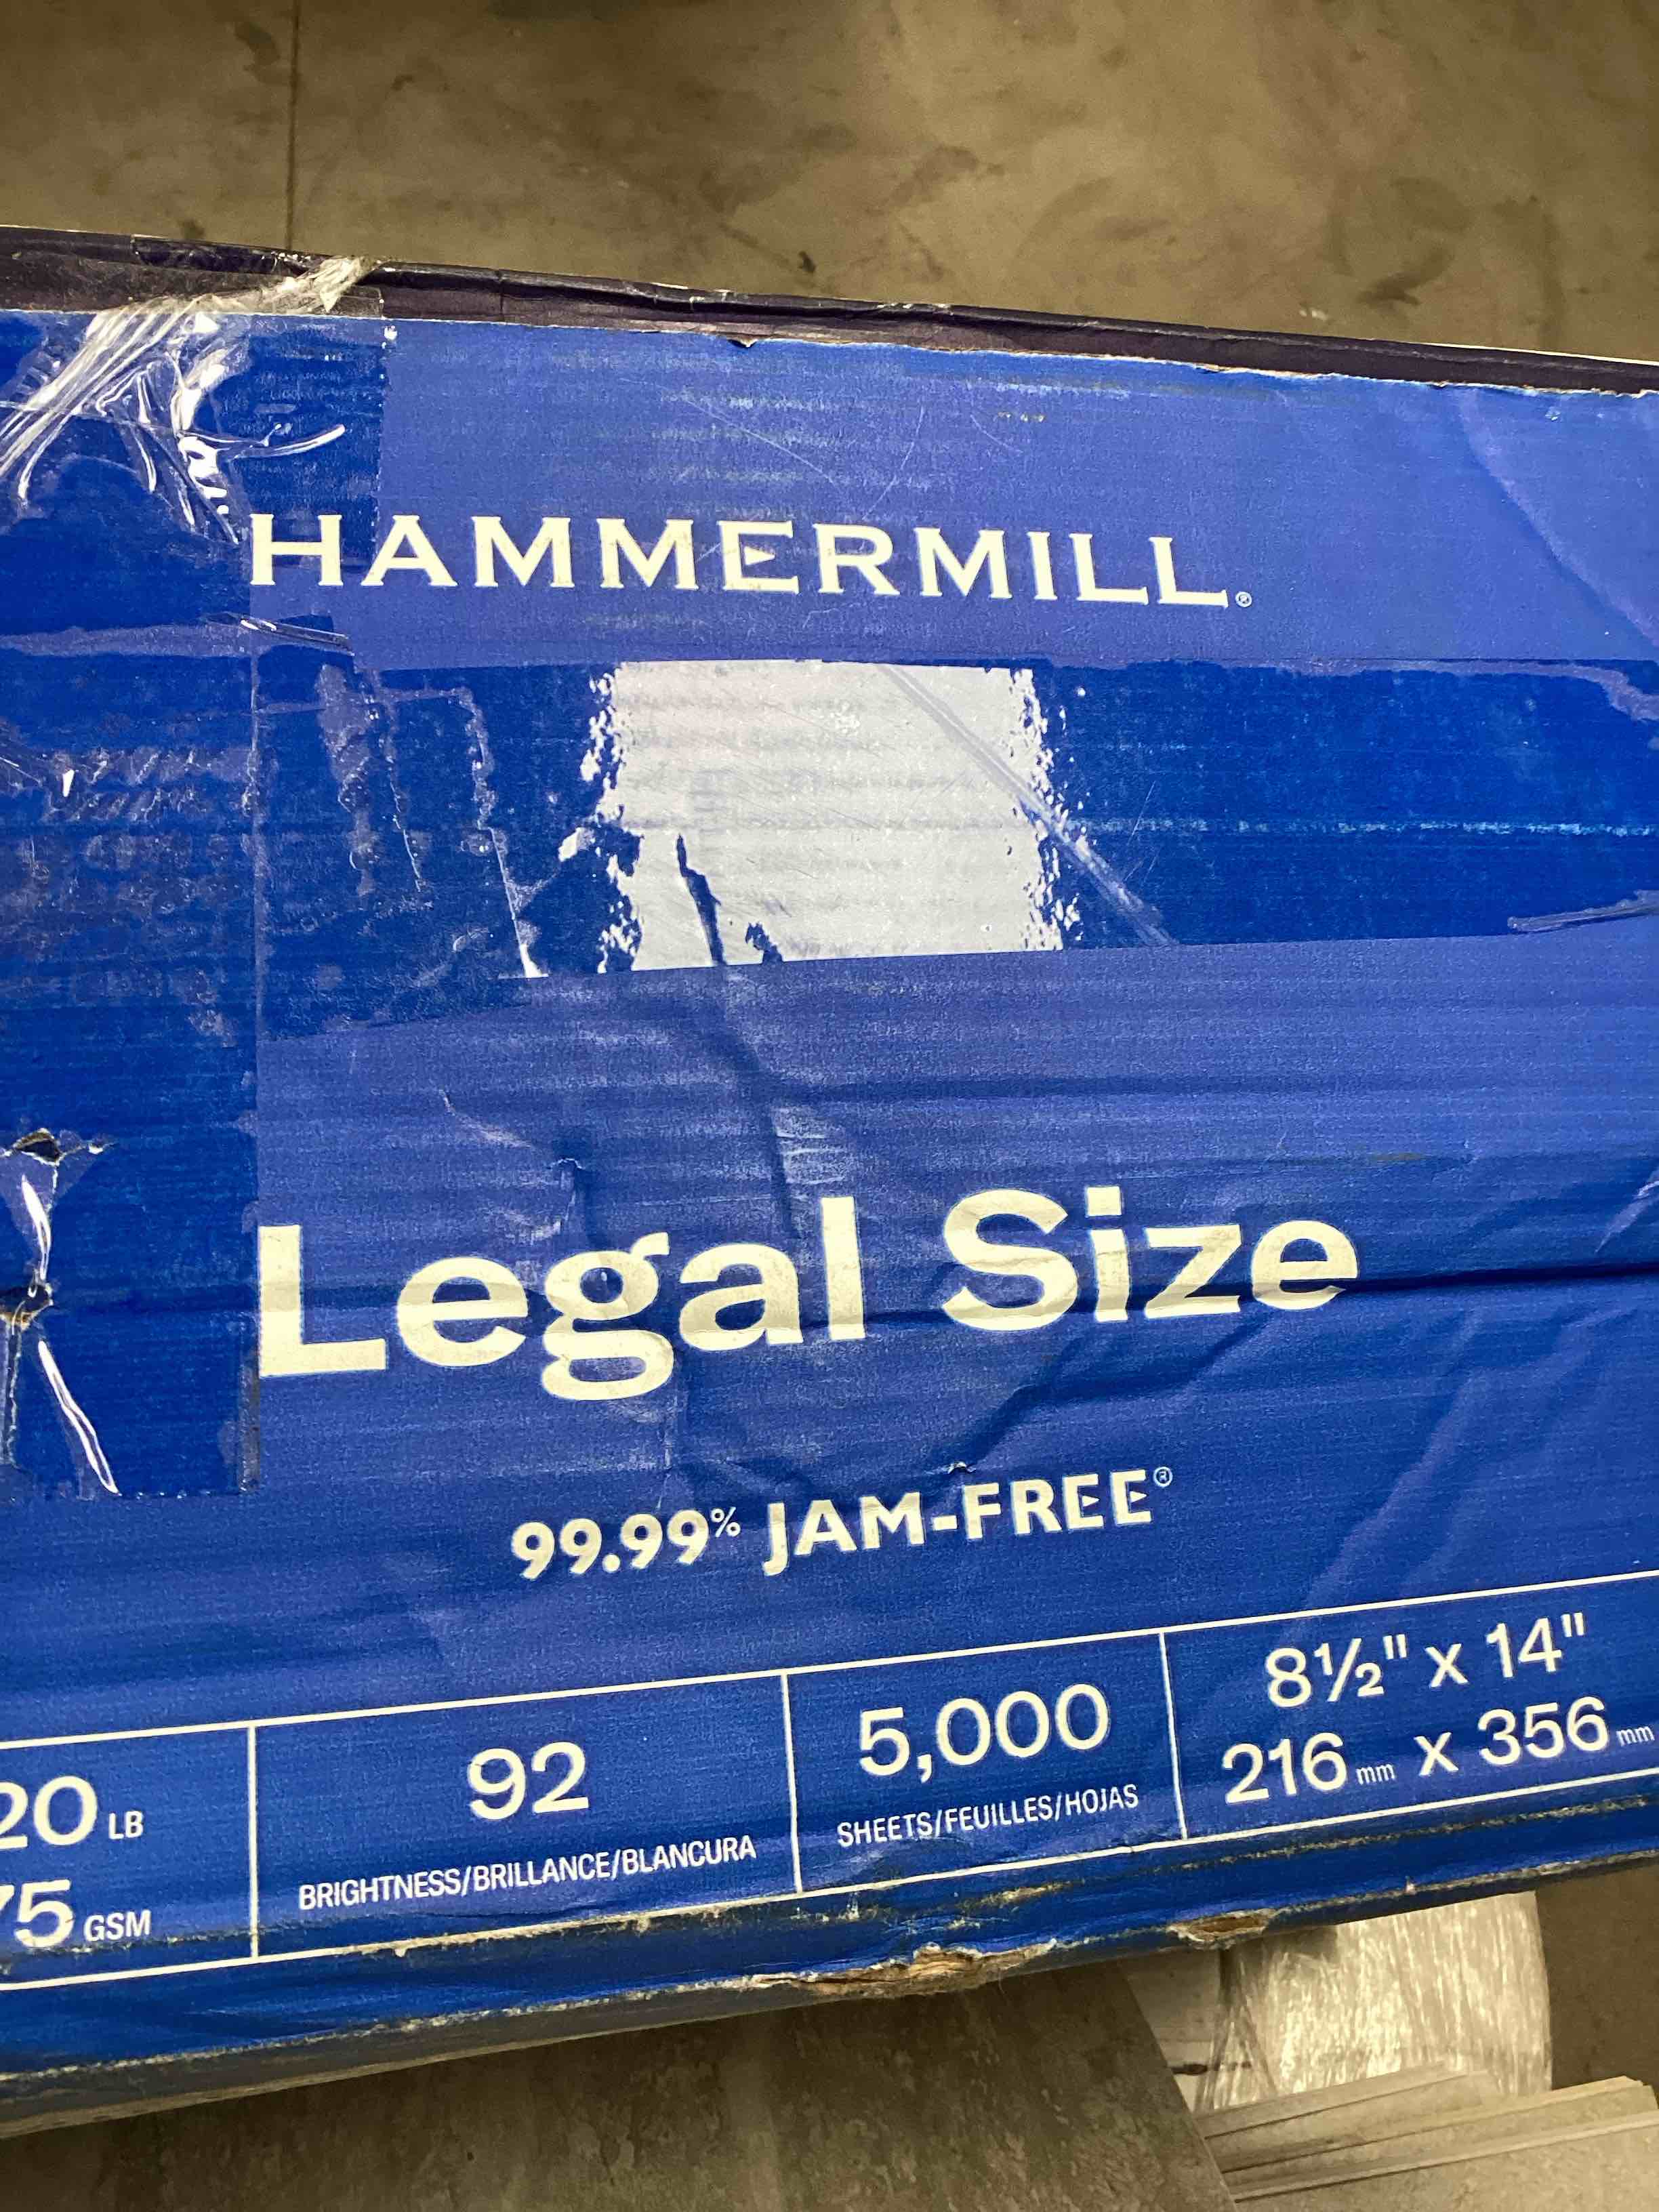 HAMMERMILL®
Legal Size
99.99% JAM-FREE®
20 LB
75 GSM
92
BRIGHTNESS/BRILLANCE/BLANCURA
5,000
SHEETS/FEUILLES/HOJAS
8½" x 14"
216 mm x 356 mm